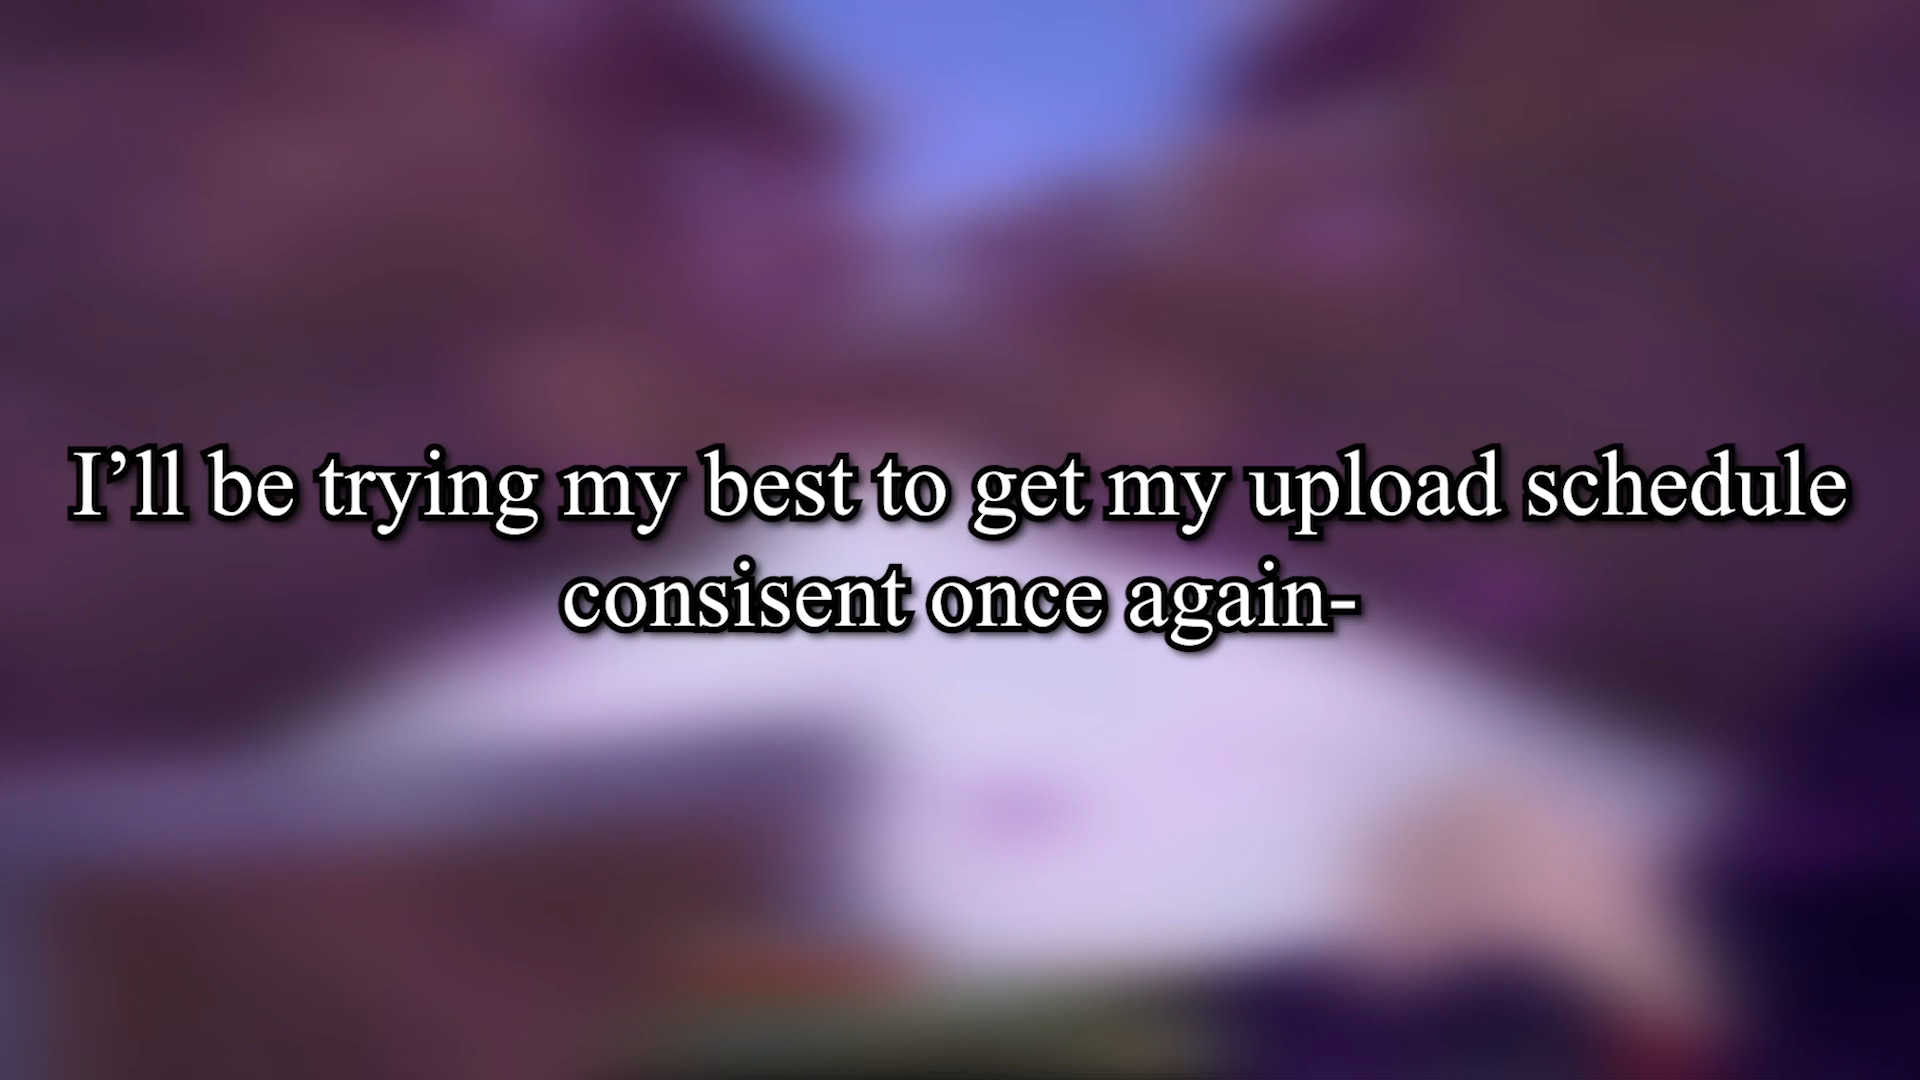 I’ll be trying my best to get my upload schedule
consisent once again-